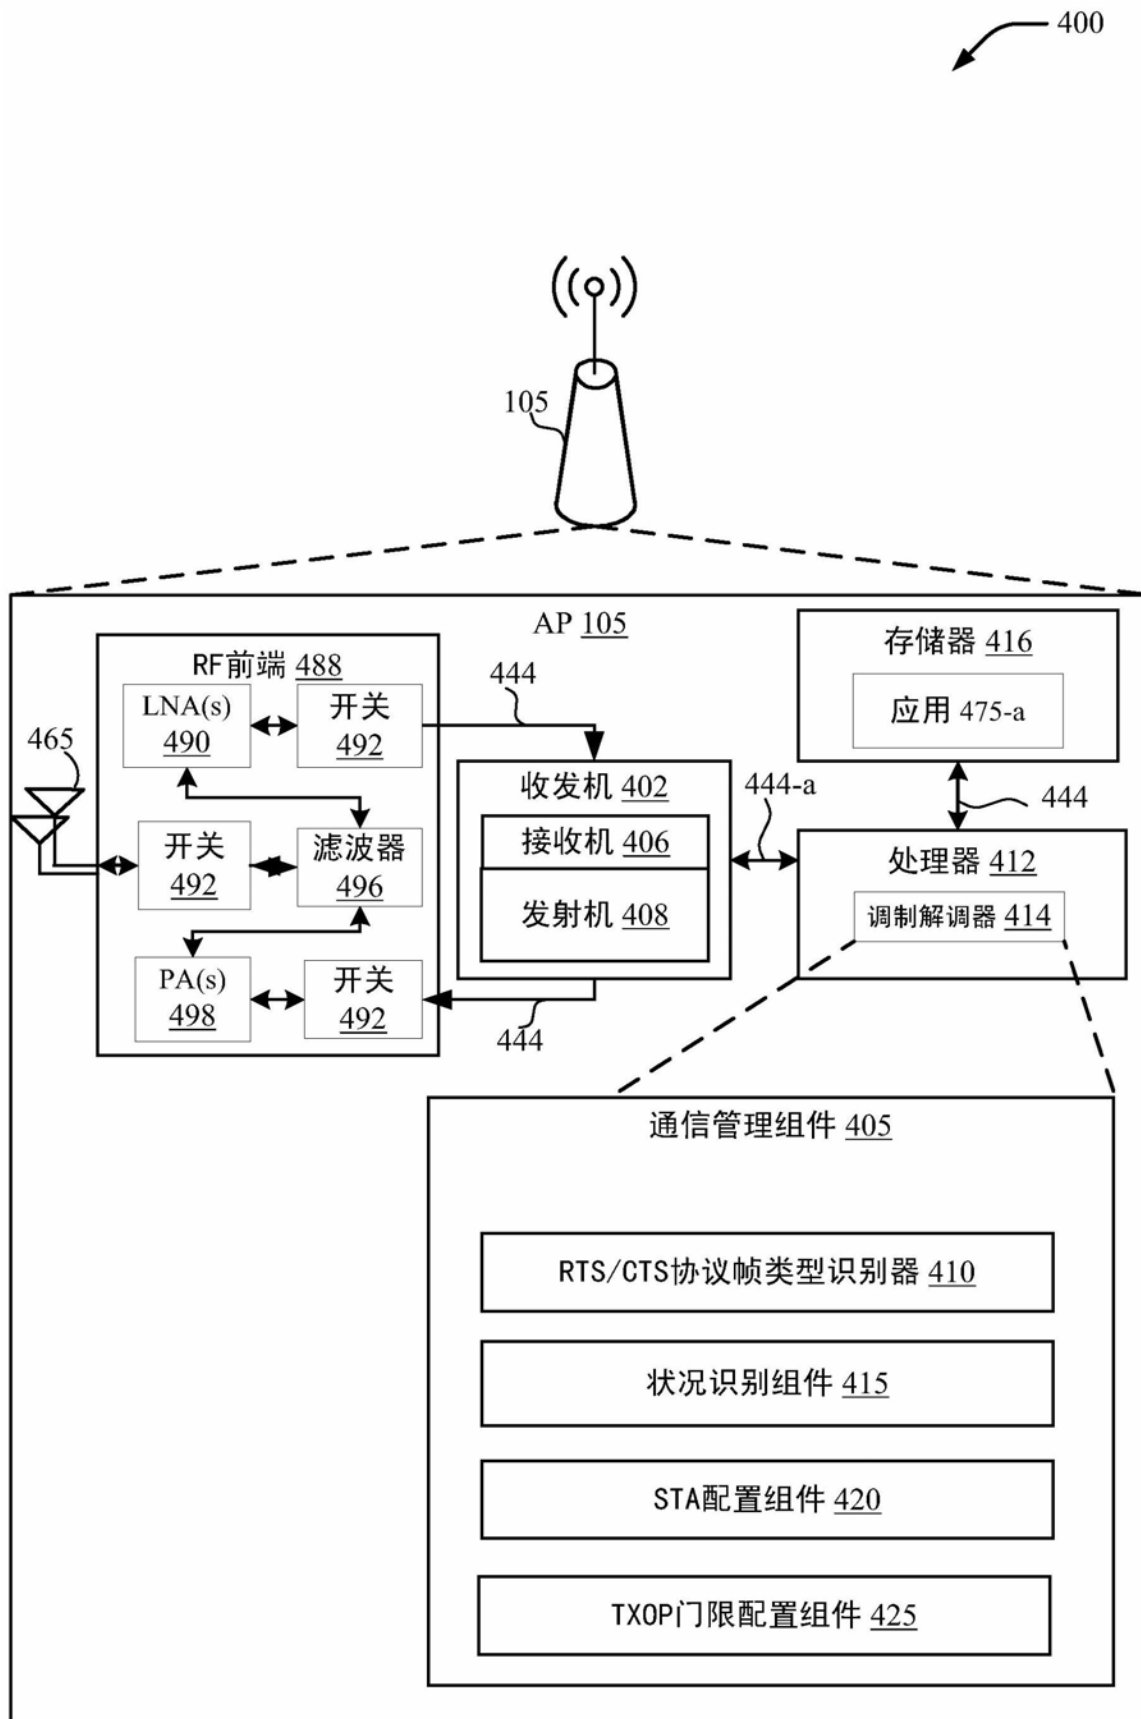 400
105
AP 105
RF前端 488
LNA(s)
490
开关
492
444
465
开关
492
滤波器
496
PA(s)
498
开关
492
444
收发机 402
接收机 406
发射机 408
444-a
存储器 416
应用 475-a
444
处理器 412
调制解调器 414
通信管理组件 405
RTS/CTS协议帧类型识别器 410
状况识别组件 415
STA配置组件 420
TXOP门限配置组件 425